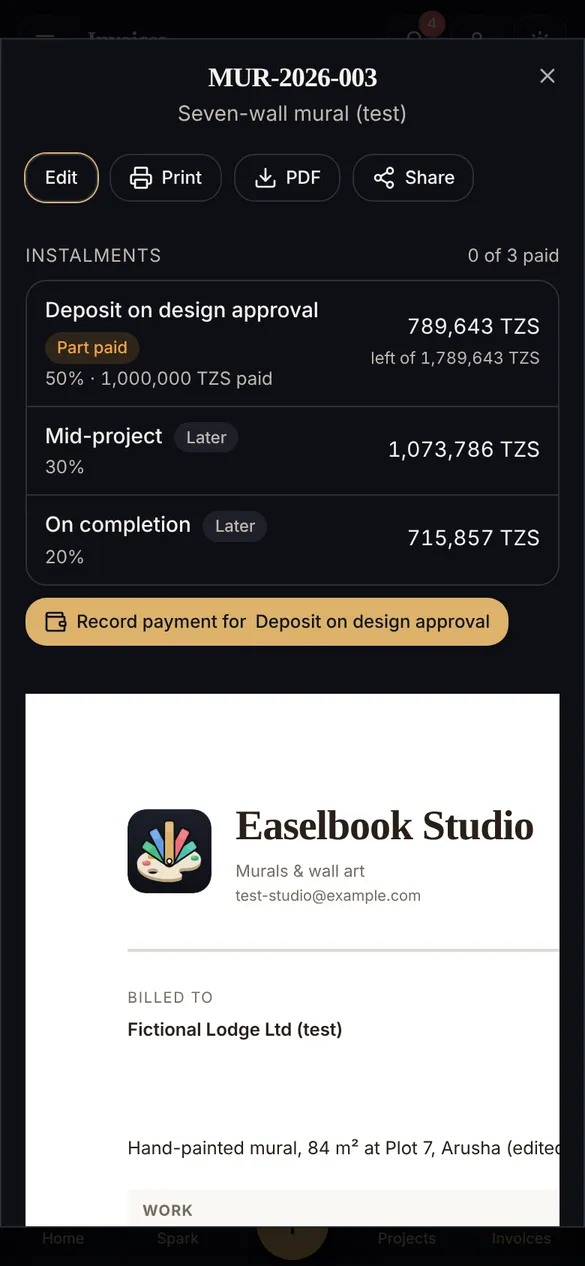 Invoices
4
MUR-2026-003
Seven-wall mural (test)
Edit
Print
PDF
Share
INSTALMENTS
0 of 3 paid
Deposit on design approval
Part paid
50% · 1,000,000 TZS paid
789,643 TZS
left of 1,789,643 TZS
Mid-project
Later
30%
1,073,786 TZS
On completion
Later
20%
715,857 TZS
Record payment for Deposit on design approval
Easelbook Studio
Murals & wall art
test-studio@example.com
BILLED TO
Fictional Lodge Ltd (test)
Hand-painted mural, 84 m² at Plot 7, Arusha (edited
WORK
Home
Spark
Projects
Invoices